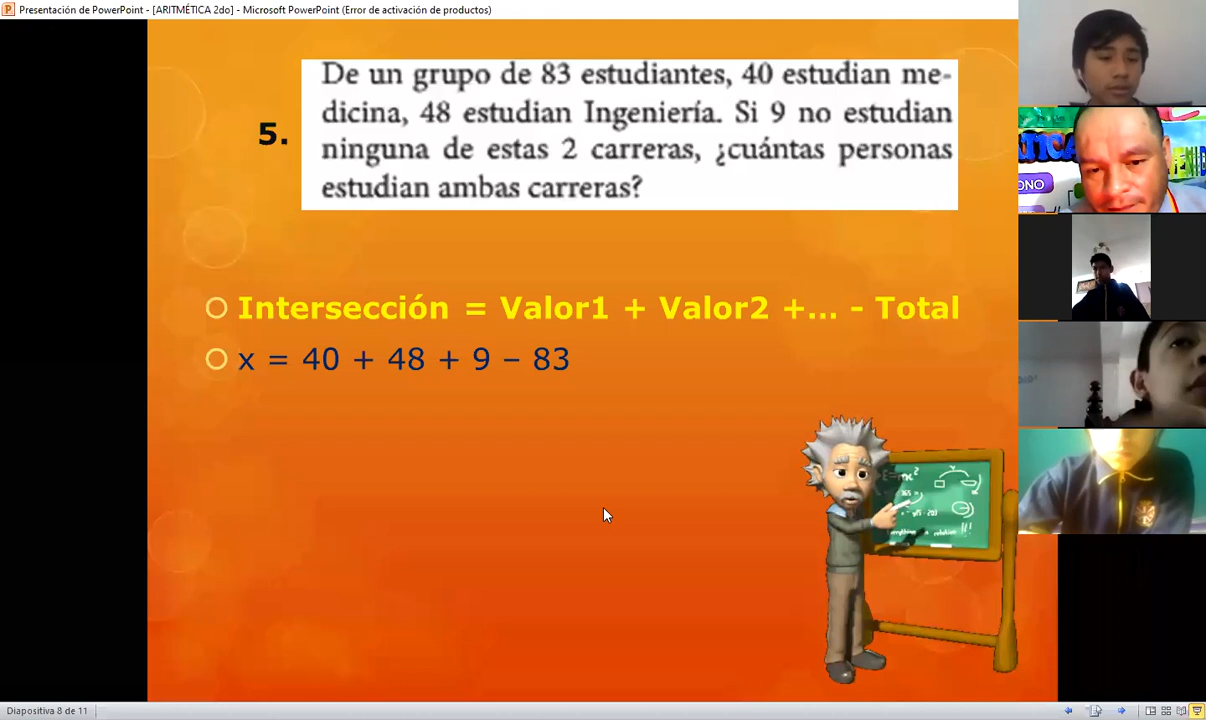 Presentación de PowerPoint - [ARITMÉTICA 2do] - Microsoft PowerPoint (Error de activación de productos)
De un grupo de 83 estudiantes, 40 estudian me-
dicina, 48 estudian Ingeniería. Si 9 no estudian
5.
ninguna de estas 2 carreras, ¿cuántas personas
estudian ambas carreras?
Intersección = Valor1 + Valor2 +... - Total
x = 40 + 48 + 9 – 83
ONO
Diapositiva 8 de 11